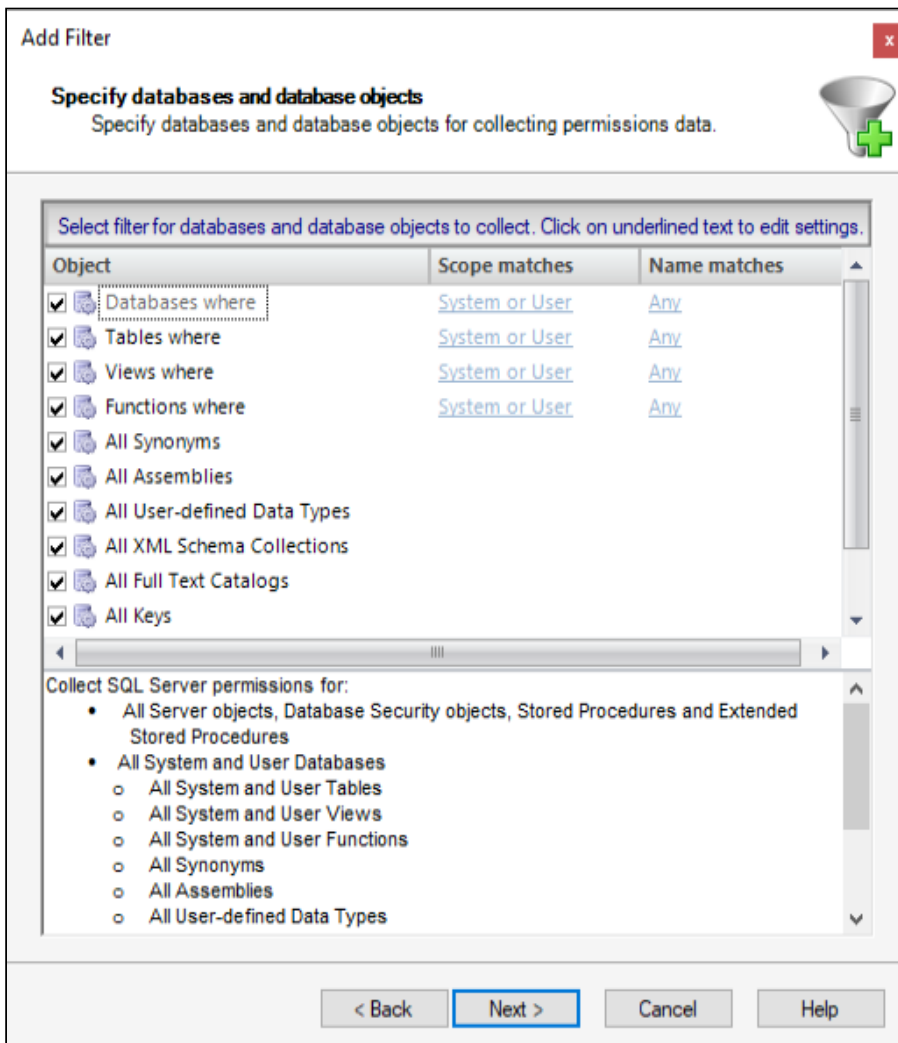 Add Filter
x
Specify databases and database objects
Specify databases and database objects for collecting permissions data.
Select filter for databases and database objects to collect. Click on underlined text to edit settings.
Object Scope matches Name matches
Databases where System or User Any
Tables where System or User Any
Views where System or User Any
Functions where System or User Any
All Synonyms
All Assemblies
All User-defined Data Types
All XML Schema Collections
All Full Text Catalogs
All Keys
Collect SQL Server permissions for:
• All Server objects, Database Security objects, Stored Procedures and Extended
Stored Procedures
• All System and User Databases
o All System and User Tables
o All System and User Views
o All System and User Functions
o All Synonyms
o All Assemblies
o All User-defined Data Types
< Back Next > Cancel Help